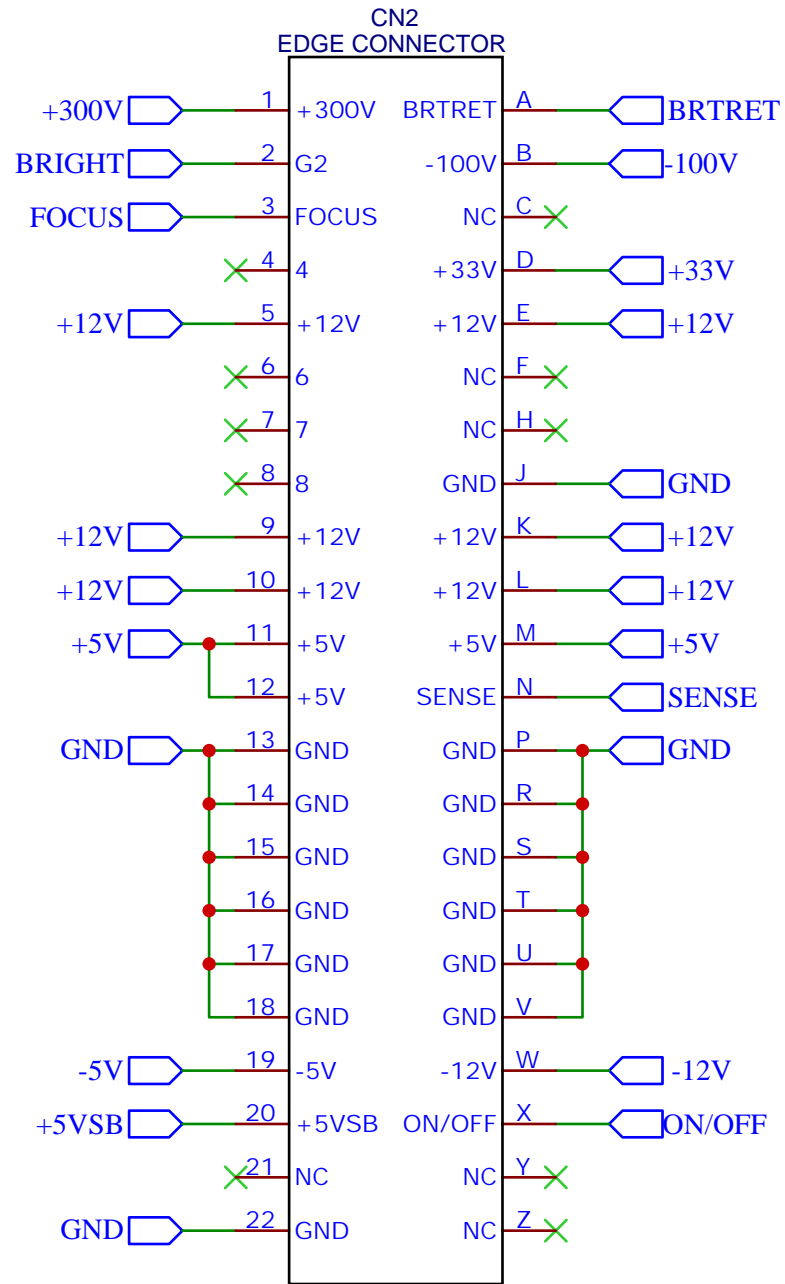 CN2
EDGE CONNECTOR
+300V 1 +300V BRTRET A BRTRET
BRIGHT 2 G2 -100V B -100V
FOCUS 3 FOCUS NC C
4 4 +33V D +33V
+12V 5 +12V +12V E +12V
6 6 NC F
7 7 NC H
8 8 GND J GND
+12V 9 +12V +12V K +12V
+12V 10 +12V +12V L +12V
+5V 11 +5V +5V M +5V
12 +5V SENSE N SENSE
GND 13 GND GND P GND
14 GND GND R
15 GND GND S
16 GND GND T
17 GND GND U
18 GND GND V
-5V 19 -5V -12V W -12V
+5VSB 20 +5VSB ON/OFF X ON/OFF
21 NC NC Y
GND 22 GND NC Z